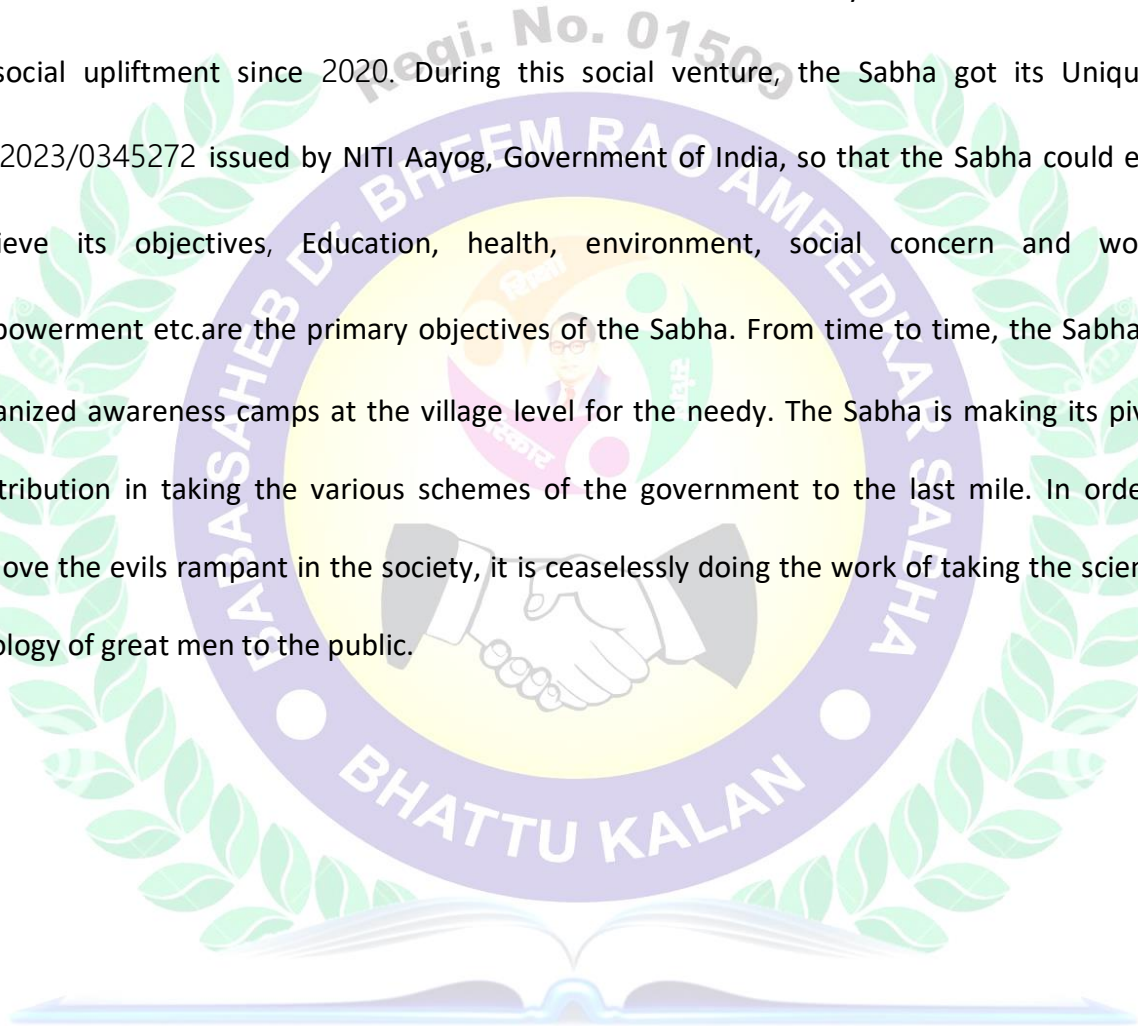 Regi. No. 01509
social upliftment since 2020. During this social venture, the Sabha got its Uniqu
2023/0345272 issued by NITI Aayog, Government of India, so that the Sabha could e
ieve its objectives, Education, health, environment, social concern and wo
powerment etc.are the primary objectives of the Sabha. From time to time, the Sabha
anized awareness camps at the village level for the needy. The Sabha is making its piv
tribution in taking the various schemes of the government to the last mile. In orde
ove the evils rampant in the society, it is ceaselessly doing the work of taking the scien
ology of great men to the public.
BABASAHEB Dr. BHEEM RAO AMBEDKAR SABHA
शिक्षा
संस्कार
BHATTU KALAN